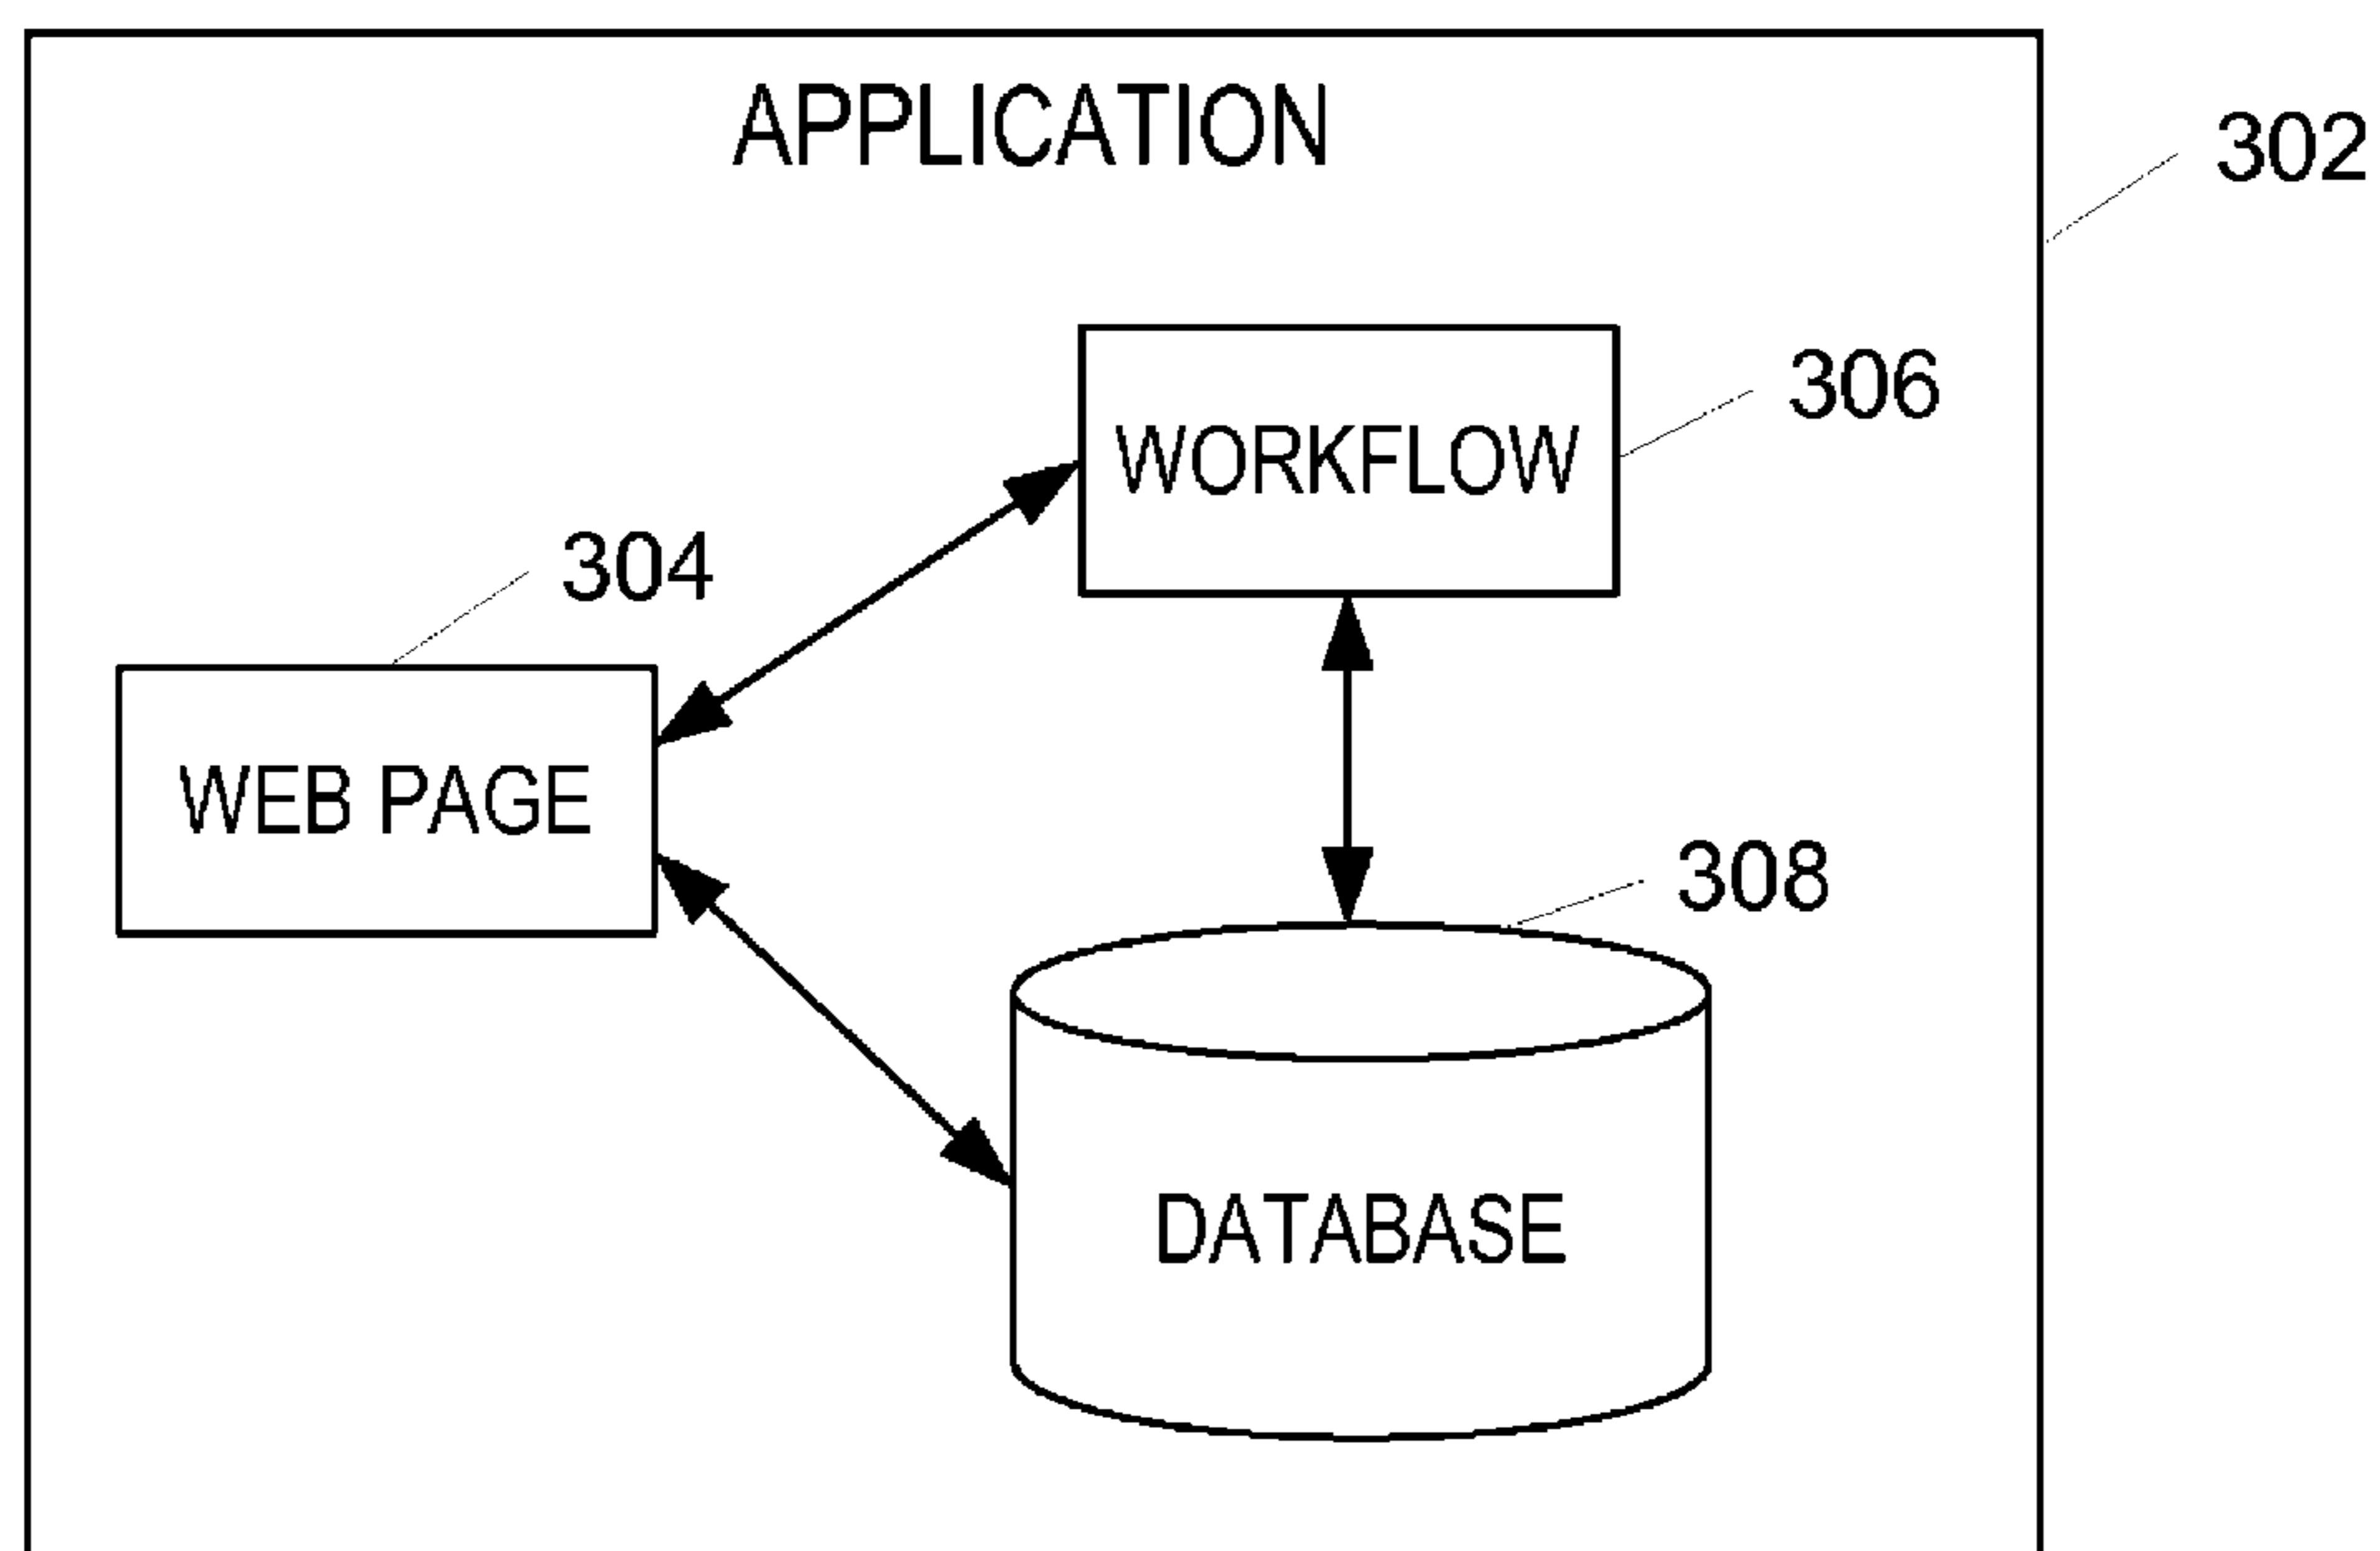 APPLICATION
302
306
WORKFLOW
304
WEB PAGE
308
DATABASE